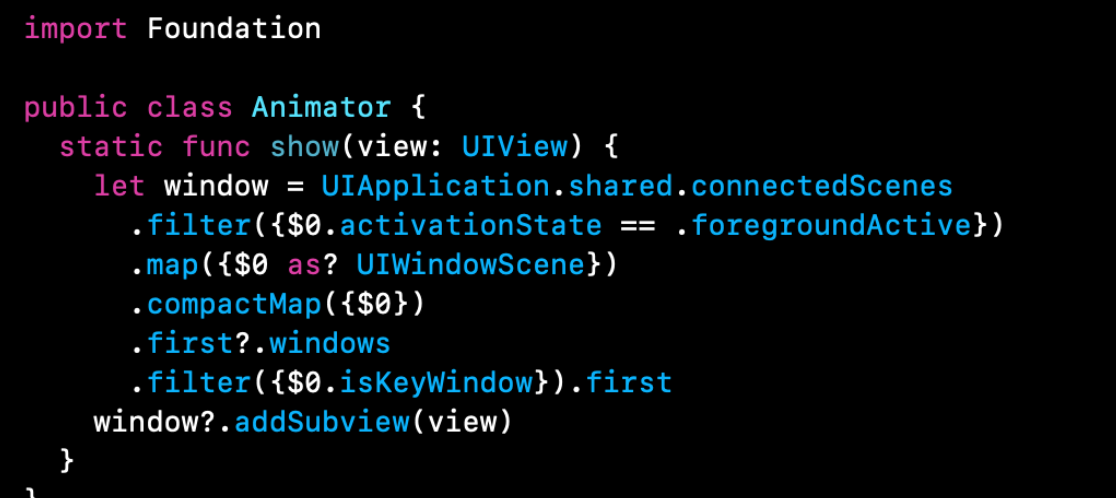 import Foundation
public class Animator {
static func show(view: UIView) {
let window = UIApplication.shared.connectedScenes
.filter({$0.activationState == .foregroundActive})
.map({$0 as? UIWindowScene})
.compactMap({$0})
.first?.windows
.filter({$0.isKeyWindow}).first
window?.addSubview(view)
}
}